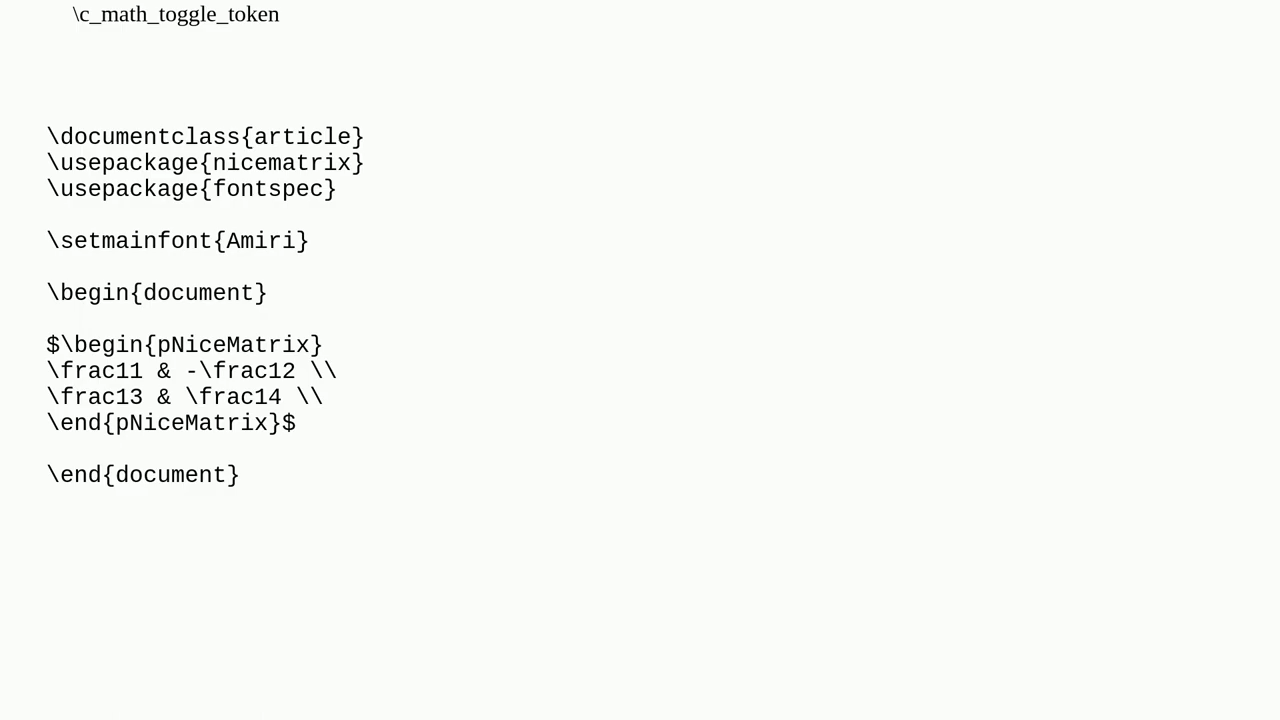 \c_math_toggle_token
\documentclass{article}
\usepackage{nicematrix}
\usepackage{fontspec}
\setmainfont{Amiri}
\begin{document}
$\begin{pNiceMatrix}
\frac11 & -\frac12 \\
\frac13 & \frac14 \\
\end{pNiceMatrix}$
\end{document}